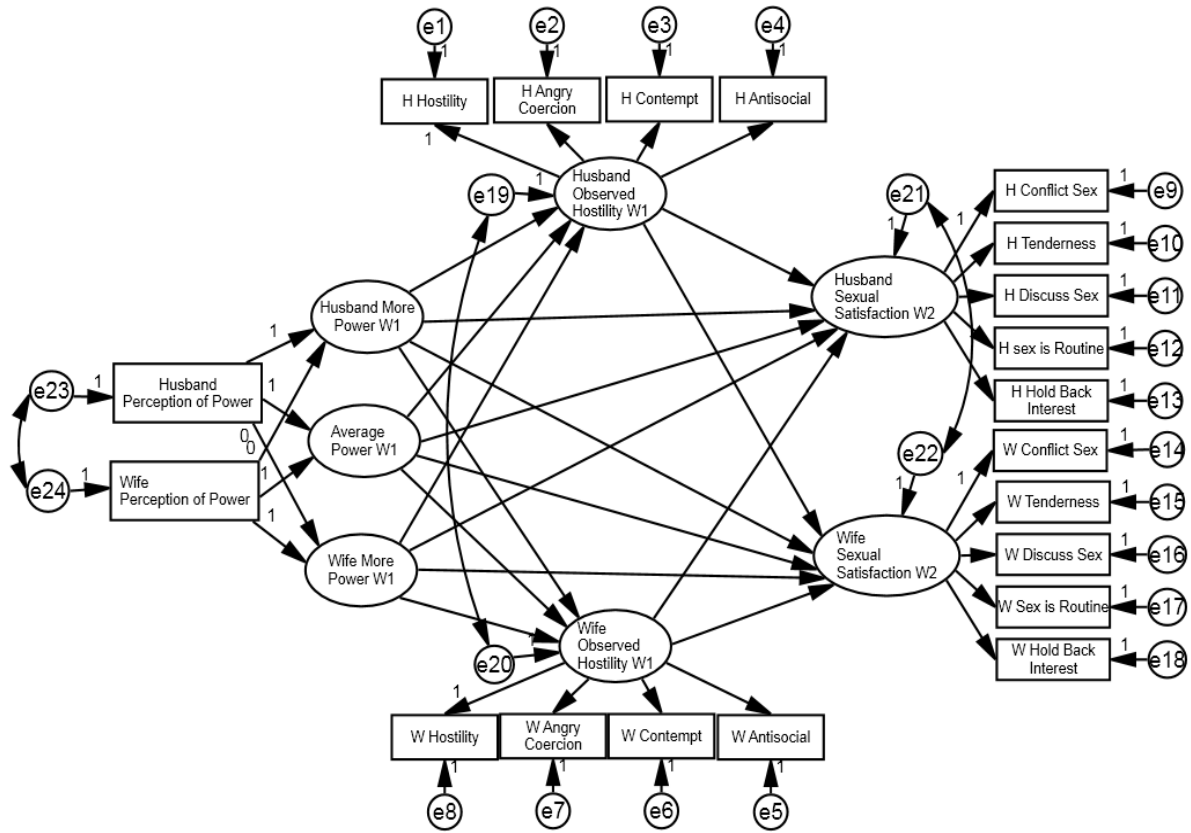 e1
e2
e3
e4
1
1
1
1
H Hostility
H Angry
Coercion
H Contempt
H Antisocial
1
e19
1
Husband
Observed
Hostility W1
e21
1
1
H Conflict Sex
1
e9
H Tenderness
1
e10
Husband
Sexual
Satisfaction W2
H Discuss Sex
1
e11
H sex is Routine
1
e12
H Hold Back
Interest
1
e13
Husband More
Power W1
1
e23
1
Husband
Perception of Power
1
0
0
Average
Power W1
e24
1
Wife
Perception of Power
1
1
Wife More
Power W1
e22
1
1
W Conflict Sex
1
e14
W Tenderness
1
e15
Wife
Sexual
Satisfaction W2
W Discuss Sex
1
e16
W Sex is Routine
1
e17
W Hold Back
Interest
1
e18
e20
1
Wife
Observed
Hostility W1
1
W Hostility
W Angry
Coercion
W Contempt
W Antisocial
1
1
1
1
e8
e7
e6
e5